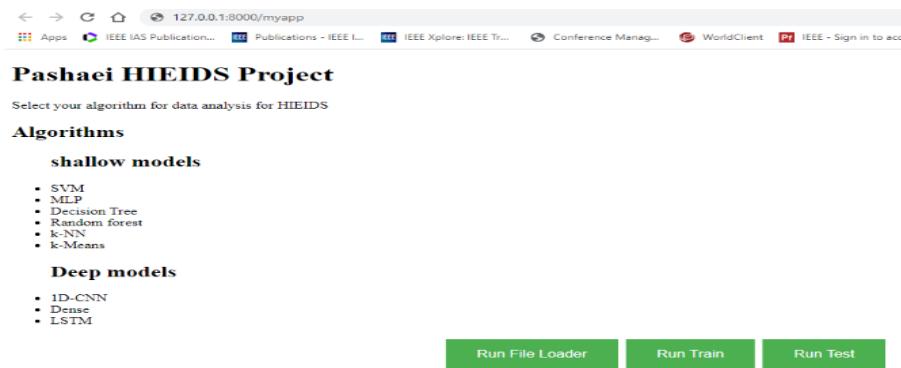 127.0.0.1:8000/myapp
Apps IEEE IAS Publication... Publications - IEEE I... IEEE Xplore: IEEE Tr... Conference Manag... WorldClient IEEE - Sign in to acc
Pashaei HIEIDS Project
Select your algorithm for data analysis for HIEIDS
Algorithms
shallow models
SVM
MLP
Decision Tree
Random forest
k-NN
k-Means
Deep models
1D-CNN
Dense
LSTM
Run File Loader Run Train Run Test